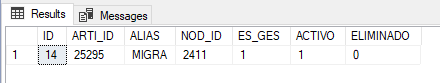 Results Messages
ID ARTI_ID ALIAS NOD_ID ES_GES ACTIVO ELIMINADO
1 14 25295 MIGRA 2411 1 1 0